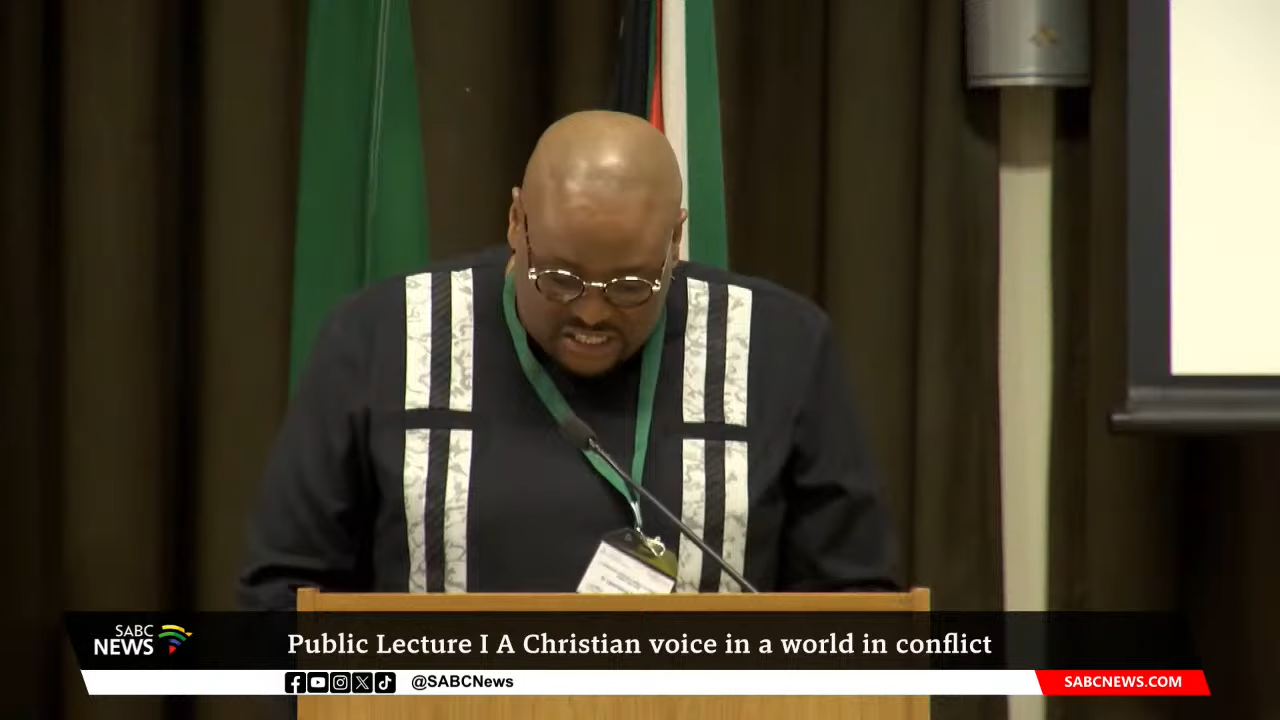 SABC
NEWS
Public Lecture I A Christian voice in a world in conflict
@SABCNews
SABCNEWS.COM